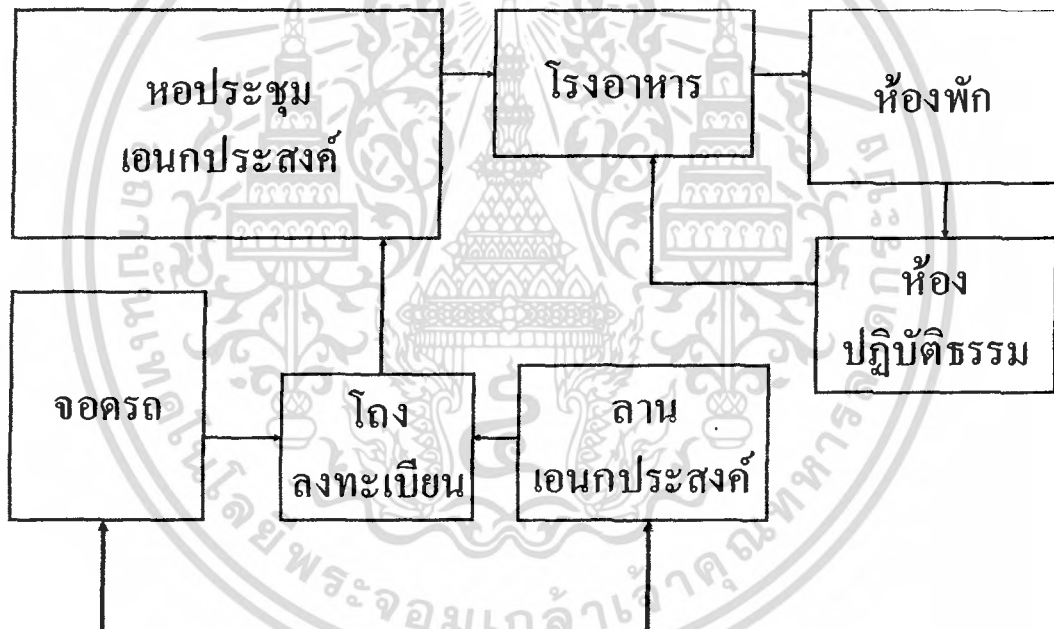 หอประชุม
เอนกประสงค์
โรงอาหาร
ห้องพัก
ห้อง
ปฏิบัติธรรม
จอดรถ
โถง
ลงทะเบียน
ลาน
เอนกประสงค์